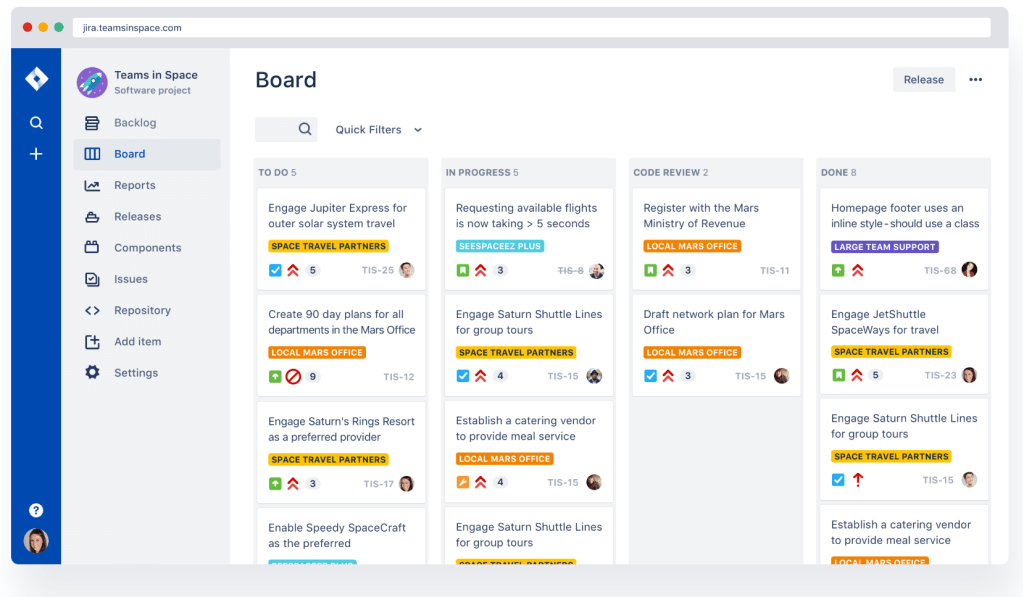 jira.teamsinspace.com
Teams in Space
Software project
Backlog
Board
Reports
Releases
Components
Issues
Repository
Add item
Settings
?
Board
Release
Quick Filters
TO DO 5
Engage Jupiter Express for
outer solar system travel
SPACE TRAVEL PARTNERS
5 TIS-25
Create 90 day plans for all
departments in the Mars Office
LOCAL MARS OFFICE
9 TIS-12
Engage Saturn's Rings Resort
as a preferred provider
SPACE TRAVEL PARTNERS
3 TIS-17
Enable Speedy SpaceCraft
as the preferred
SEESPACEEZ PLUS
IN PROGRESS 5
Requesting available flights
is now taking > 5 seconds
SEESPACEEZ PLUS
3 TIS-8
Engage Saturn Shuttle Lines
for group tours
SPACE TRAVEL PARTNERS
4 TIS-15
Establish a catering vendor
to provide meal service
LOCAL MARS OFFICE
4 TIS-15
Engage Saturn Shuttle Lines
for group tours
SPACE TRAVEL PARTNERS
CODE REVIEW 2
Register with the Mars
Ministry of Revenue
LOCAL MARS OFFICE
3 TIS-11
Draft network plan for Mars
Office
LOCAL MARS OFFICE
3 TIS-15
DONE 8
Homepage footer uses an
inline style-should use a class
LARGE TEAM SUPPORT
TIS-68
Engage JetShuttle
SpaceWays for travel
SPACE TRAVEL PARTNERS
5 TIS-23
Engage Saturn Shuttle Lines
for group tours
SPACE TRAVEL PARTNERS
TIS-15
Establish a catering vendor
to provide meal service
LOCAL MARS OFFICE